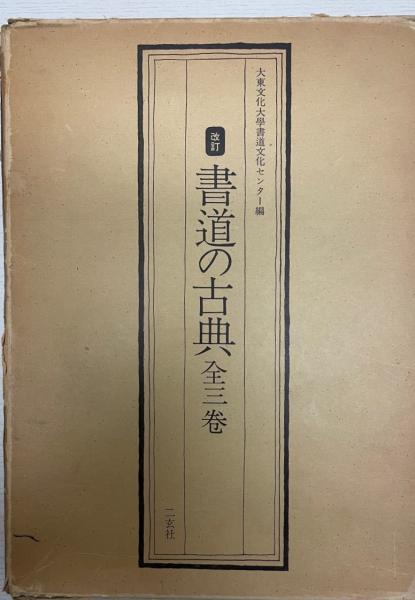 大東文化大學書道文化センター編
改訂
書道の古典全三巻
二玄社